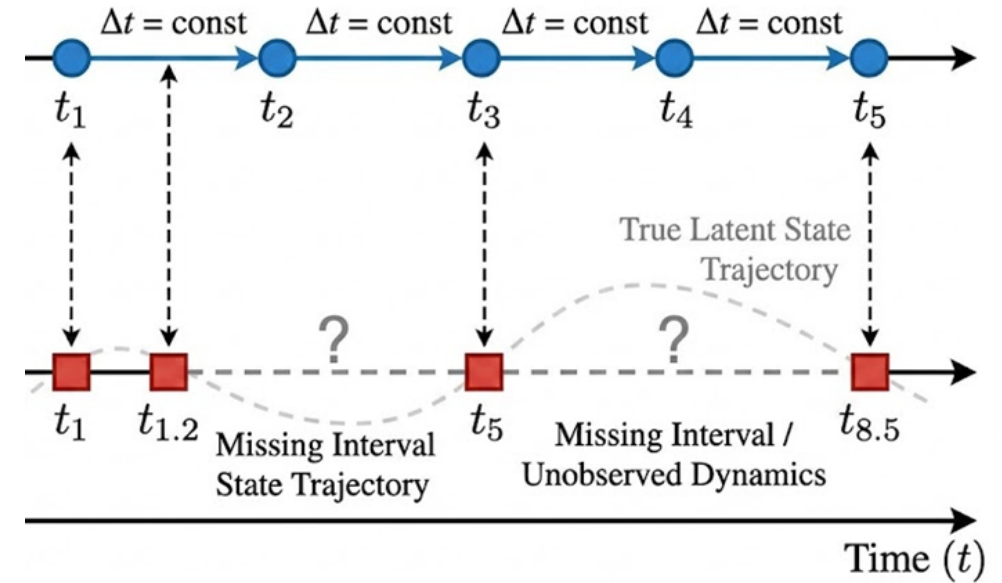 Δt = const Δt = const Δt = const Δt = const
t₁ t₂ t₃ t₄ t₅
True Latent State
Trajectory
? ?
t₁ t₁.₂ t₅ t₈.₅
Missing Interval
State Trajectory
Missing Interval /
Unobserved Dynamics
Time (t)